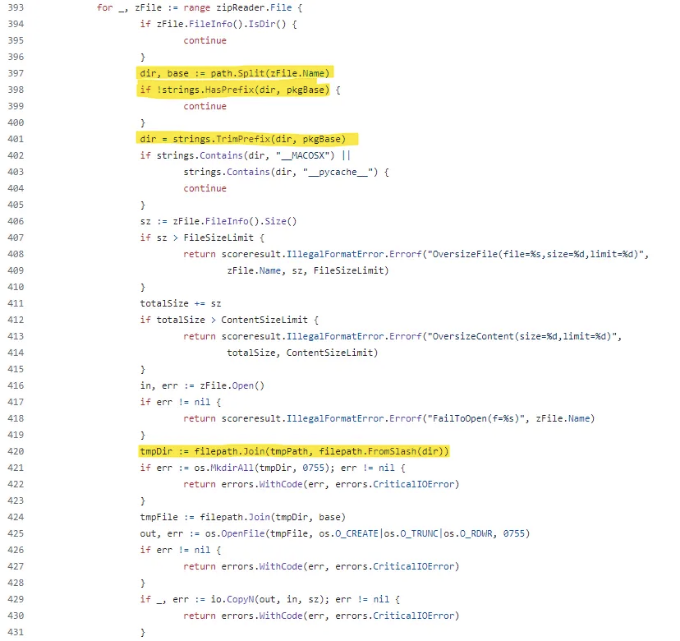 393 for _, zFile := range zipReader.File {
394 if zFile.FileInfo().IsDir() {
395 continue
396 }
397 dir, base := path.Split(zFile.Name)
398 if !strings.HasPrefix(dir, pkgBase) {
399 continue
400 }
401 dir = strings.TrimPrefix(dir, pkgBase)
402 if strings.Contains(dir, "__MACOSX") ||
403 strings.Contains(dir, "__pycache__") {
404 continue
405 }
406 sz := zFile.FileInfo().Size()
407 if sz > FileSizeLimit {
408 return scoreresult.IllegalFormatError.Errorf("OversizeFile(file=%s,size=%d,limit=%d)",
409 zFile.Name, sz, FileSizeLimit)
410 }
411 totalSize += sz
412 if totalSize > ContentSizeLimit {
413 return scoreresult.IllegalFormatError.Errorf("OversizeContent(size=%d,limit=%d)",
414 totalSize, ContentSizeLimit)
415 }
416 in, err := zFile.Open()
417 if err != nil {
418 return scoreresult.IllegalFormatError.Errorf("FailToOpen(f=%s)", zFile.Name)
419 }
420 tmpDir := filepath.Join(tmpPath, filepath.FromSlash(dir))
421 if err := os.MkdirAll(tmpDir, 0755); err != nil {
422 return errors.WithCode(err, errors.CriticalIOError)
423 }
424 tmpFile := filepath.Join(tmpDir, base)
425 out, err := os.OpenFile(tmpFile, os.O_CREATE|os.O_TRUNC|os.O_RDWR, 0755)
426 if err != nil {
427 return errors.WithCode(err, errors.CriticalIOError)
428 }
429 if _, err := io.CopyN(out, in, sz); err != nil {
430 return errors.WithCode(err, errors.CriticalIOError)
431 }